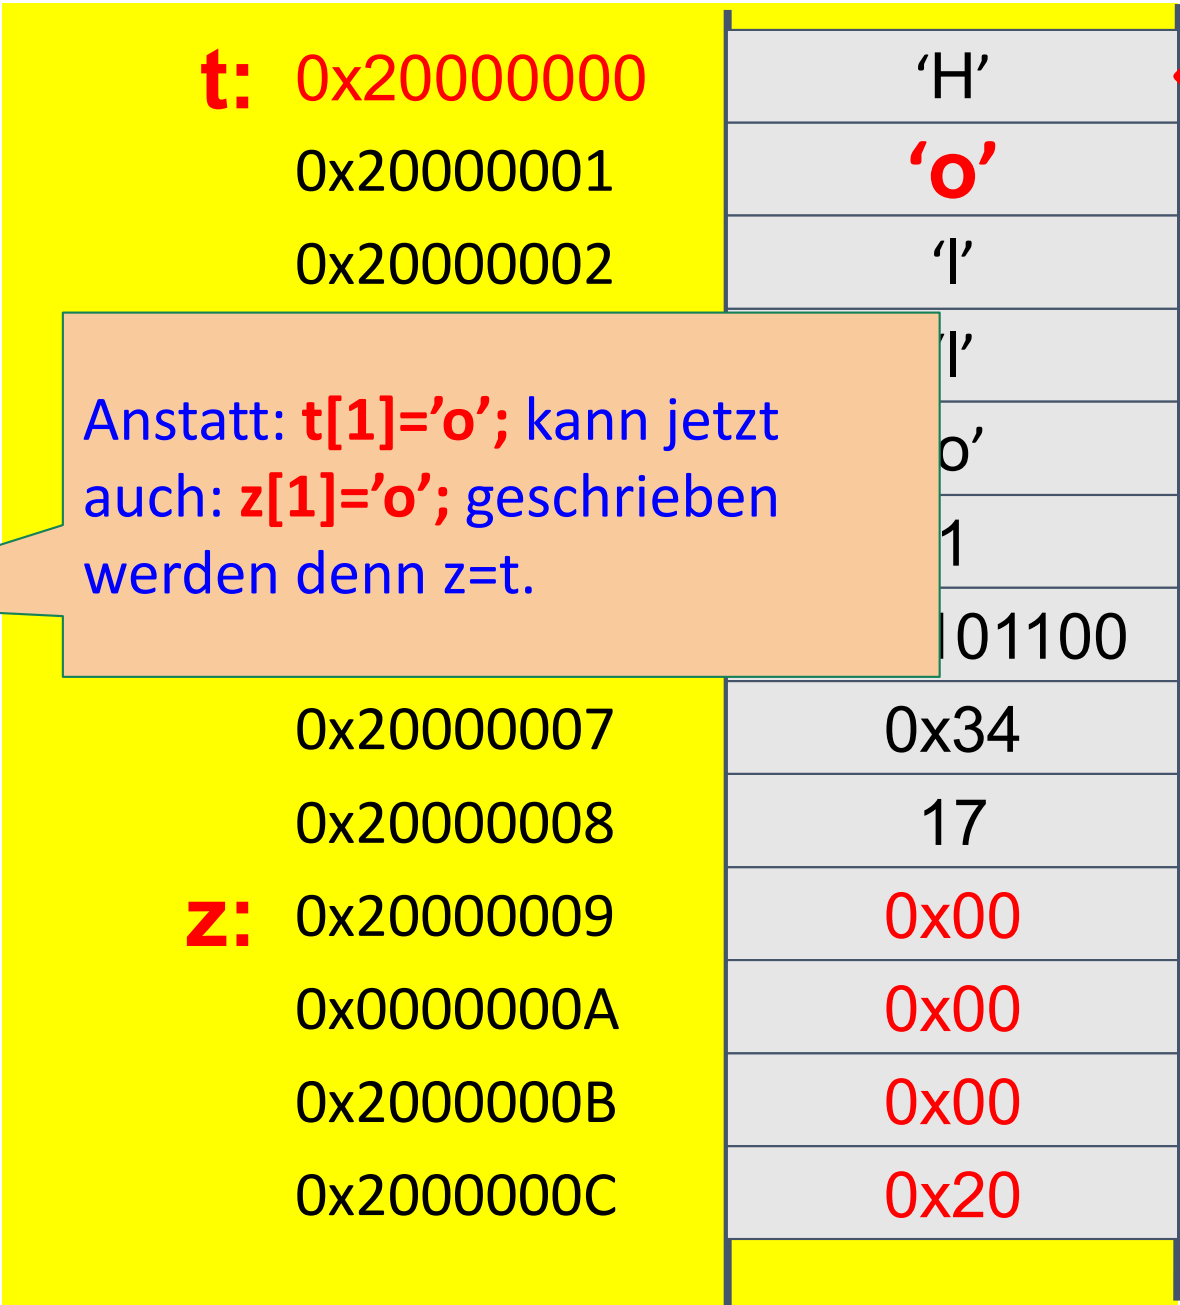 t: 0x20000000 ‘H’
0x20000001 ‘o’
0x20000002 ‘l’
l’
Anstatt: t[1]=’o’; kann jetzt
auch: z[1]=’o’; geschrieben
werden denn z=t.
o’
1
101100
0x20000007 0x34
0x20000008 17
z: 0x20000009 0x00
0x0000000A 0x00
0x2000000B 0x00
0x2000000C 0x20